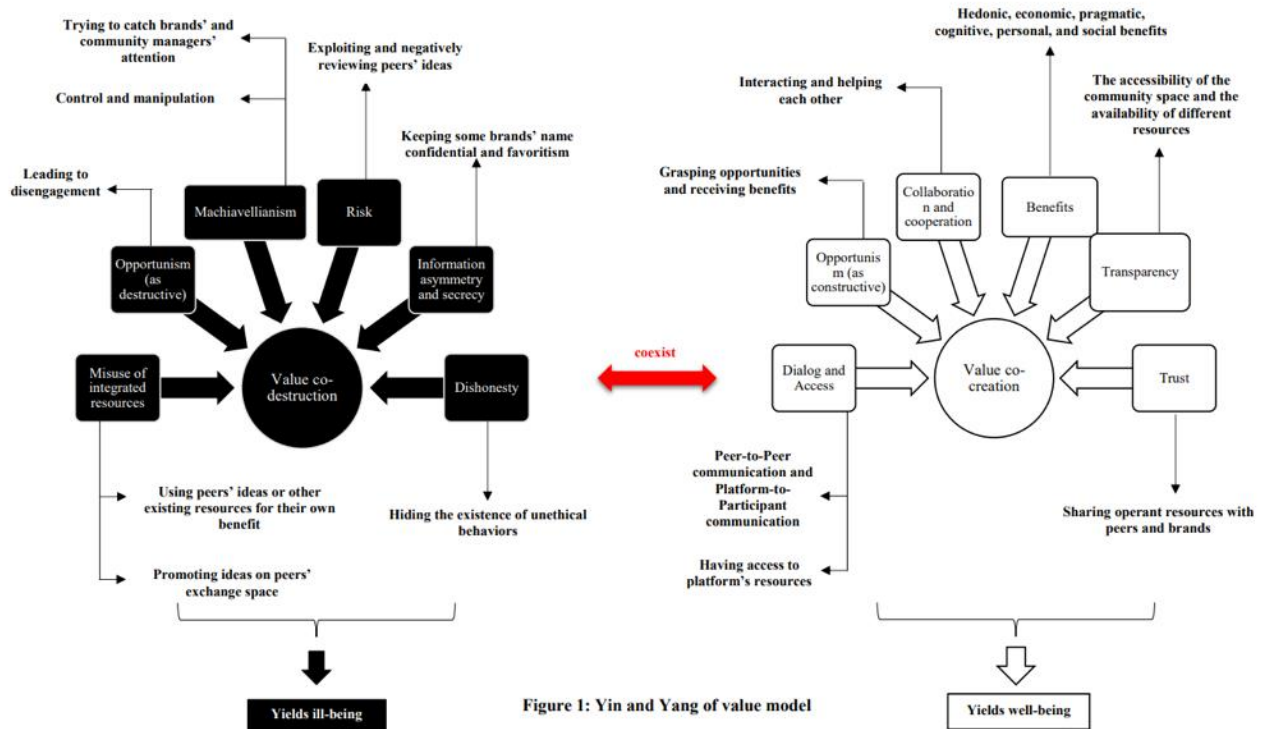 Trying to catch brands' and
community managers'
attention
Control and manipulation
Exploiting and negatively
reviewing peers' ideas
Keeping some brands' name
confidential and favoritism
Leading to
disengagement
Machiavellianism
Risk
Opportunism
(as
destructive)
Information
asymmetry
and secrecy
Misuse of
integrated
resources
Value co-
destruction
Dishonesty
Using peers' ideas or other
existing resources for their own
benefit
Hiding the existence of unethical
behaviors
Promoting ideas on peers'
exchange space
Yields ill-being
coexist
Hedonic, economic, pragmatic,
cognitive, personal, and social benefits
Interacting and helping
each other
The accessibility of the
community space and the
availability of different
resources
Grasping opportunities
and receiving benefits
Collaboratio
n and
cooperation
Benefits
Opportunis
m (as
constructive)
Transparency
Dialog and
Access
Value co-
creation
Trust
Peer-to-Peer
communication and
Platform-to-
Participant
communication
Sharing operant resources with
peers and brands
Having access to
platform's resources
Yields well-being
Figure 1: Yin and Yang of value model